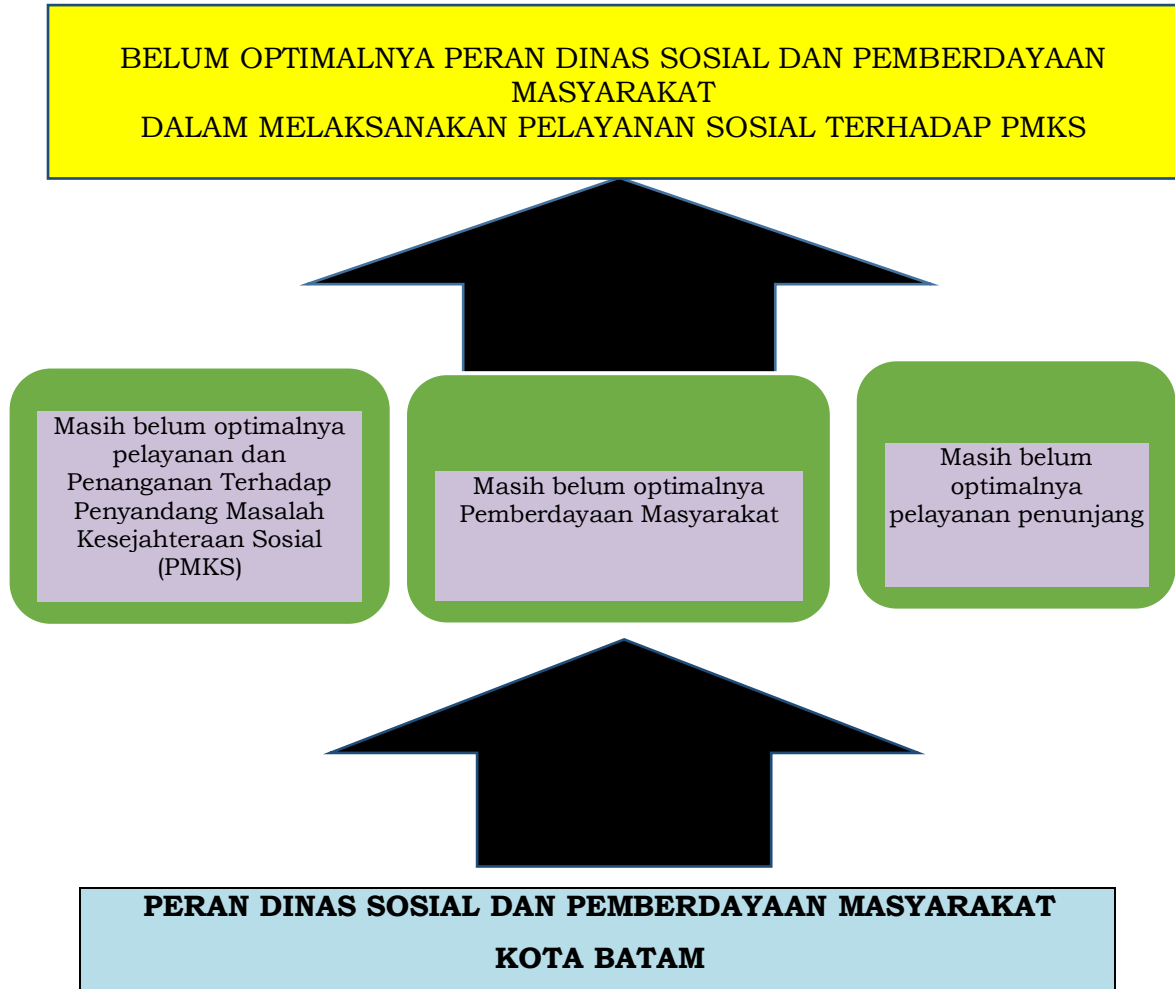 BELUM OPTIMALNYA PERAN DINAS SOSIAL DAN PEMBERDAYAAN
MASYARAKAT
DALAM MELAKSANAKAN PELAYANAN SOSIAL TERHADAP PMKS
Masih belum optimalnya
pelayanan dan
Penanganan Terhadap
Penyandang Masalah
Kesejahteraan Sosial
(PMKS)
Masih belum optimalnya
Pemberdayaan Masyarakat
Masih belum
optimalnya
pelayanan penunjang
PERAN DINAS SOSIAL DAN PEMBERDAYAAN MASYARAKAT
KOTA BATAM